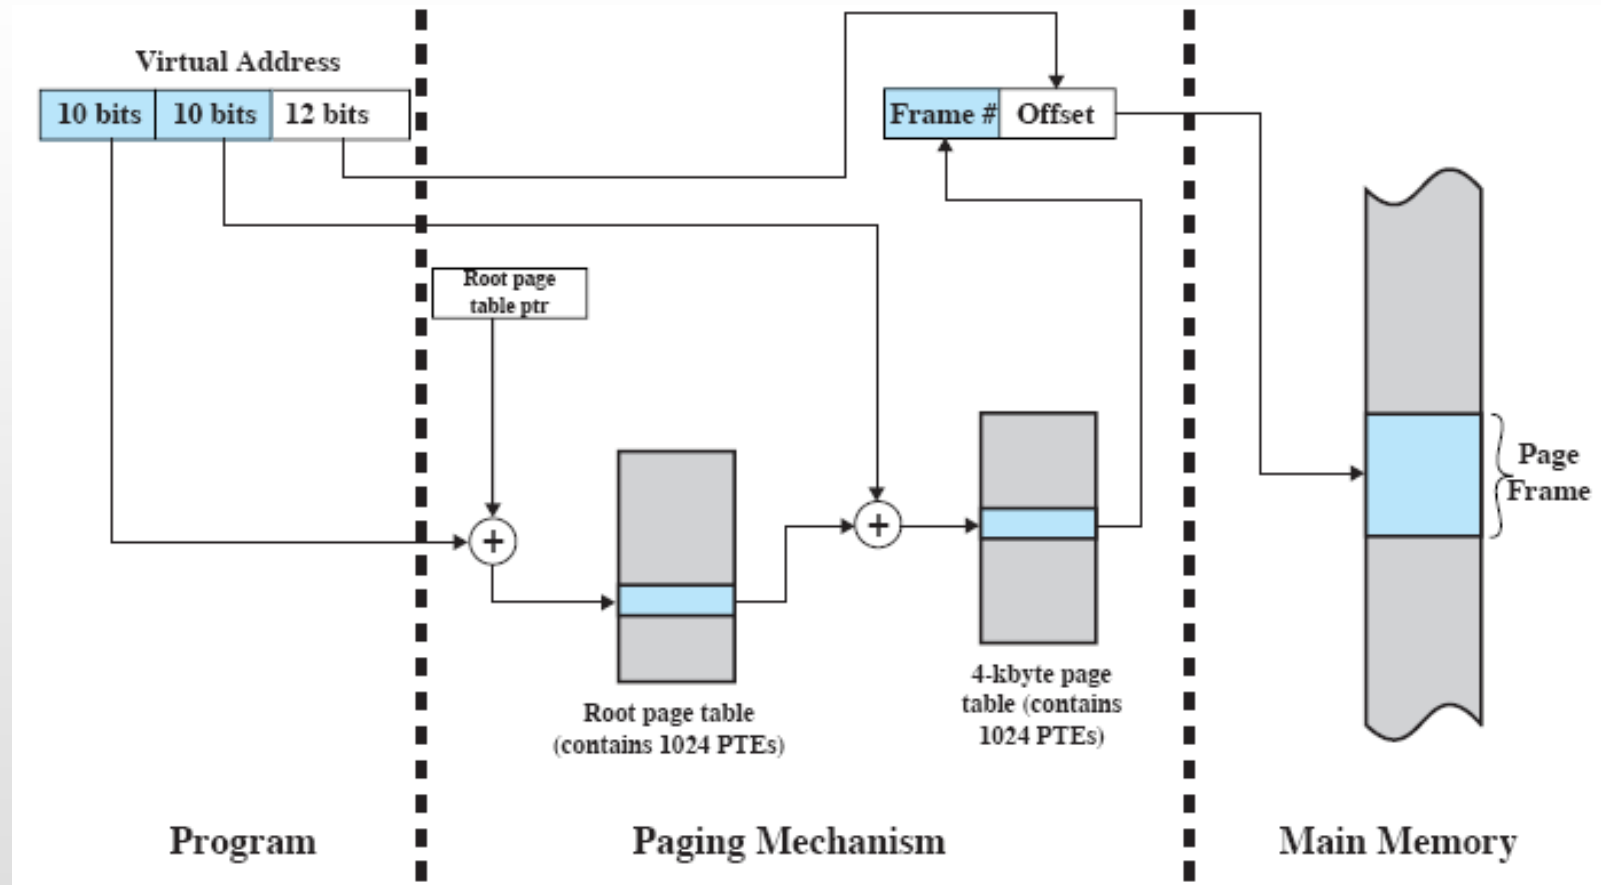 Virtual Address
10 bits 10 bits 12 bits
Frame # Offset
Root page
table ptr
Page
Frame
4-kbyte page
table (contains
1024 PTEs)
Root page table
(contains 1024 PTEs)
Program
Paging Mechanism
Main Memory